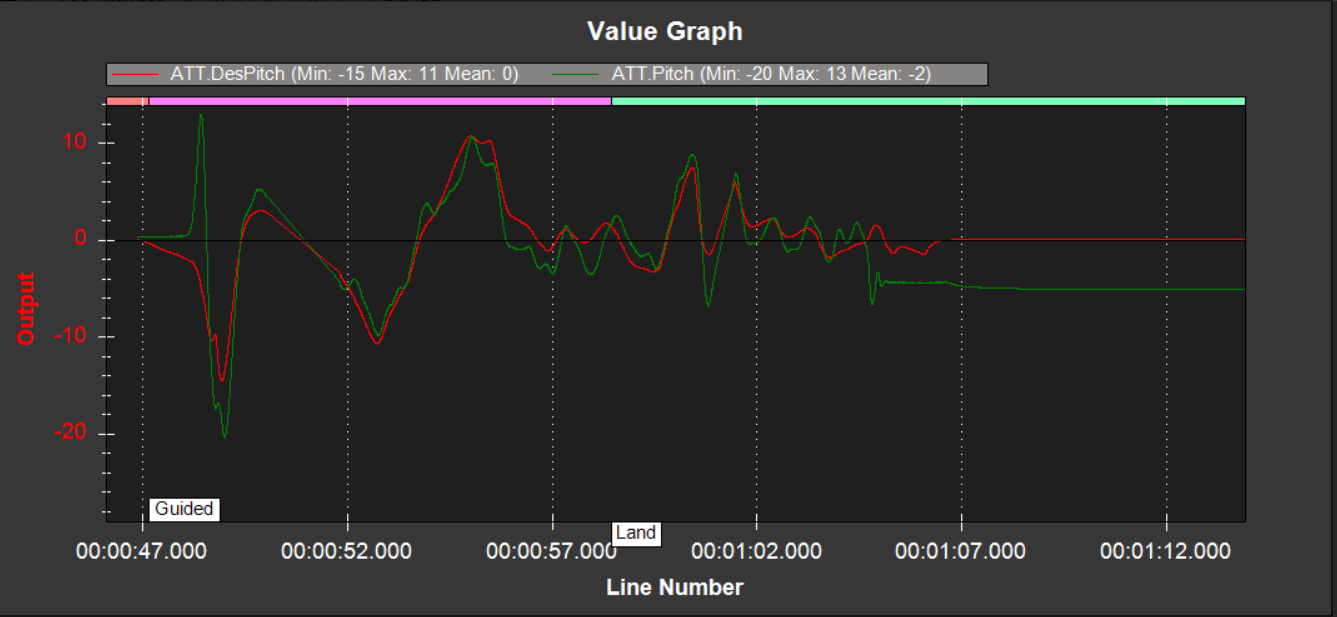 Value Graph
ATT.DesPitch (Min: -15 Max: 11 Mean: 0) ATT.Pitch (Min: -20 Max: 13 Mean: -2)
10
0
-10
-20
Output
Guided
Land
00:00:47.000 00:00:52.000 00:00:57.000 00:01:02.000 00:01:07.000 00:01:12.000
Line Number